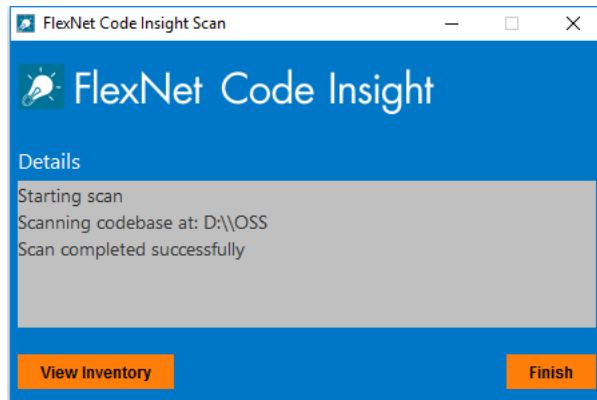 FlexNet Code Insight Scan
FlexNet Code Insight
Details
Starting scan
Scanning codebase at: D:\\OSS
Scan completed successfully
View Inventory
Finish